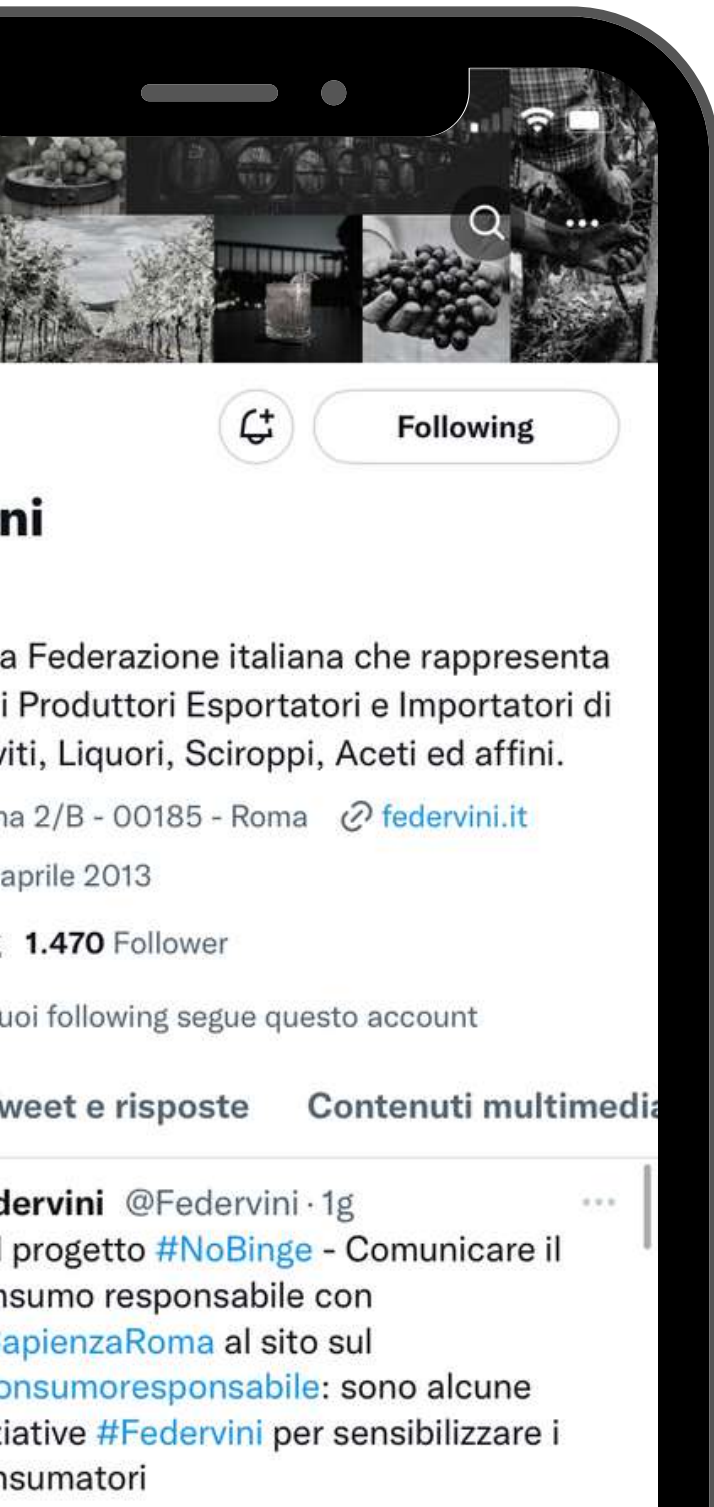 Following
ni
a Federazione italiana che rappresenta
i Produttori Esportatori e Importatori di
viti, Liquori, Sciroppi, Aceti ed affini.
na 2/B - 00185 - Roma federvini.it
aprile 2013
1.470 Follower
uoi following segue questo account
weet e risposte Contenuti multimedia
dervini @Federvini · 1g
l progetto #NoBinge - Comunicare il
nsumo responsabile con
SapienzaRoma al sito sul
onsumoresponsabile: sono alcune
ziative #Federvini per sensibilizzare i
nsumatori